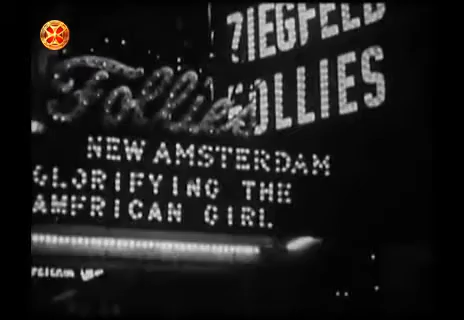 ZIEGFELD
FOLLIES
Follies
NEW AMSTERDAM
GLORIFYING THE
AMERICAN GIRL